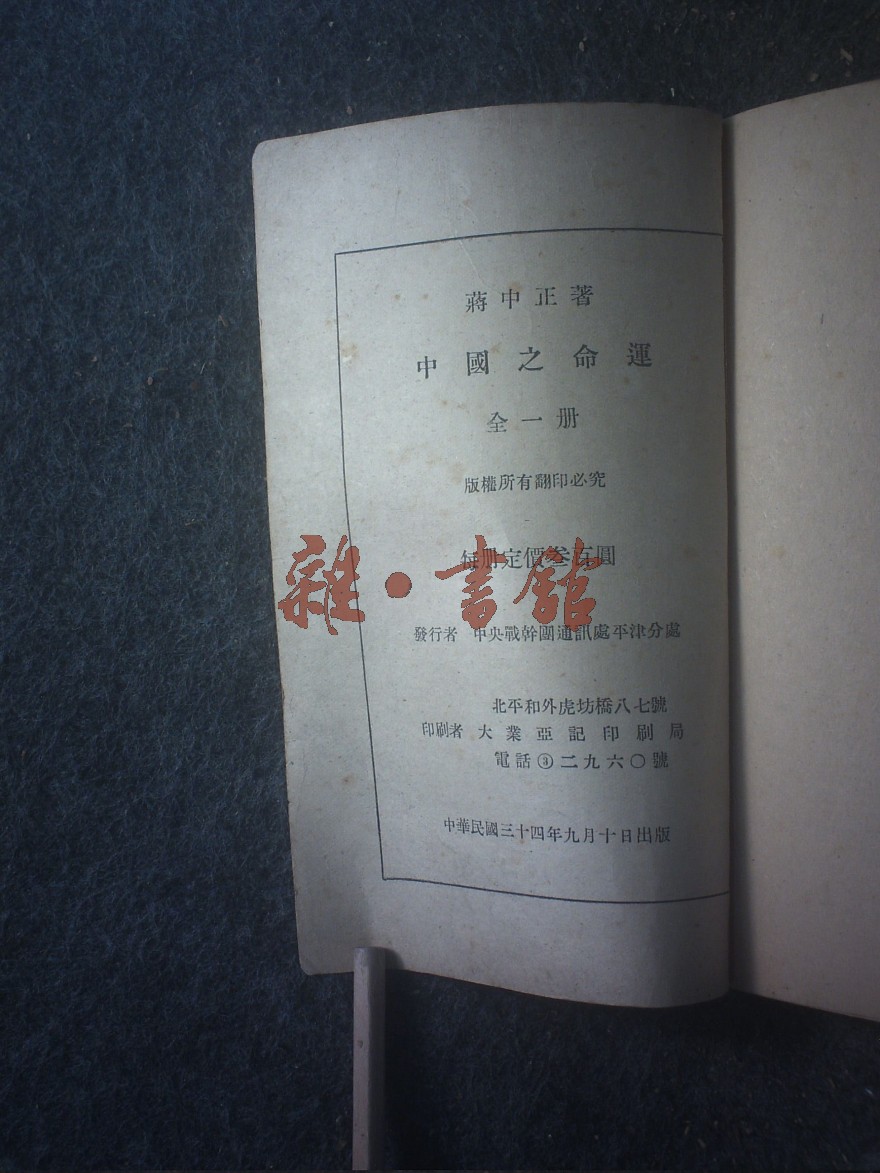 蔣中正著
中國之命運
全一册
版權所有翻印必究
每册定價叄百圓
雜·書館
發行者 中央戰幹團通訊處平津分處
北平和外虎坊橋八七號
印刷者 大業亞記印刷局
電話③二九六〇號
中華民國三十四年九月十日出版